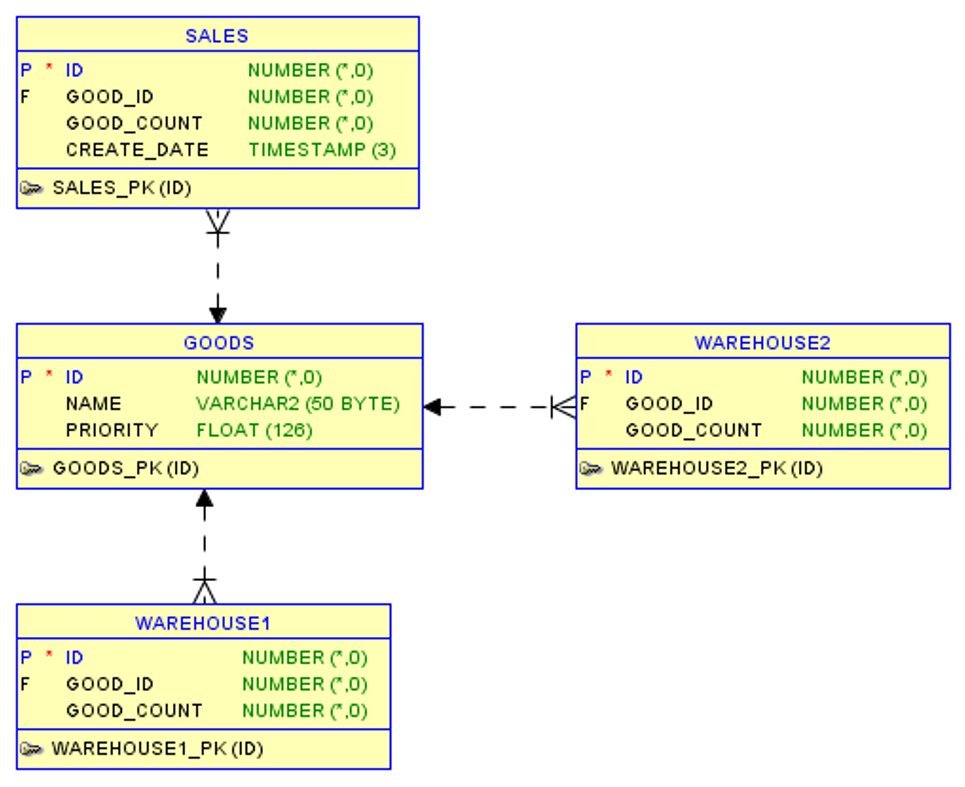 SALES
P * ID NUMBER (*,0)
F GOOD_ID NUMBER (*,0)
GOOD_COUNT NUMBER (*,0)
CREATE_DATE TIMESTAMP (3)
SALES_PK (ID)
GOODS
P * ID NUMBER (*,0)
NAME VARCHAR2 (50 BYTE)
PRIORITY FLOAT (126)
GOODS_PK (ID)
WAREHOUSE2
P * ID NUMBER (*,0)
F GOOD_ID NUMBER (*,0)
GOOD_COUNT NUMBER (*,0)
WAREHOUSE2_PK (ID)
WAREHOUSE1
P * ID NUMBER (*,0)
F GOOD_ID NUMBER (*,0)
GOOD_COUNT NUMBER (*,0)
WAREHOUSE1_PK (ID)